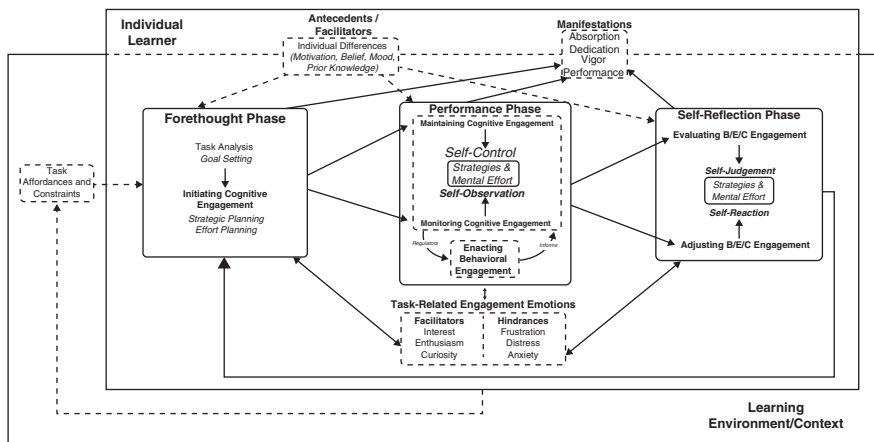 Individual
Learner
Antecedents /
Facilitators
Individual Differences
(Motivation, Belief, Mood,
Prior Knowledge)
Manifestations
Absorption
Dedication
Vigor
Performance
Task
Affordances and
Constraints
Forethought Phase
Task Analysis
Goal Setting
Initiating Cognitive
Engagement
Strategic Planning
Effort Planning
Performance Phase
Maintaining Cognitive Engagement
Self-Control
Strategies &
Mental Effort
Self-Observation
Monitoring Cognitive Engagement
Regulators
Informs
Enacting
Behavioral
Engagement
Self-Reflection Phase
Evaluating B/E/C Engagement
Self-Judgement
Strategies &
Mental Effort
Self-Reaction
Adjusting B/E/C Engagement
Task-Related Engagement Emotions
Facilitators
Interest
Enthusiasm
Curiosity
Hindrances
Frustration
Distress
Anxiety
Learning
Environment/Context